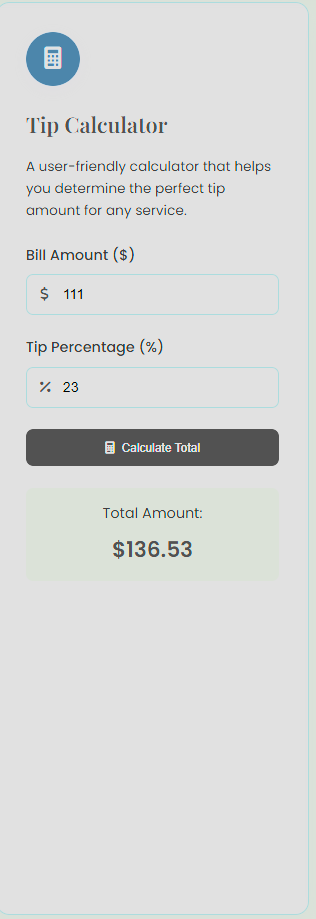 Tip Calculator
A user-friendly calculator that helps
you determine the perfect tip
amount for any service.
Bill Amount ($)
$ 111
Tip Percentage (%)
% 23
Calculate Total
Total Amount:
$136.53